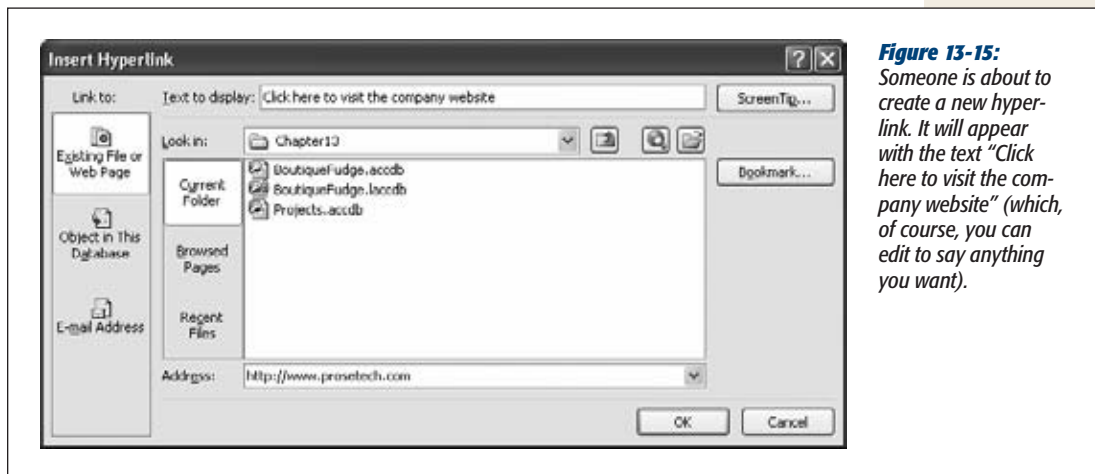 Insert Hyperlink
Link to:
Text to display: Click here to visit the company website
ScreenTip...
Existing File or
Web Page
Look in:
Chapter13
Bookmark...
Current
Folder
BoutiqueFudge.accdb
BoutiqueFudge.laccdb
Projects.accdb
Object in This
Database
Browsed
Pages
E-mail Address
Recent
Files
Address:
http://www.prosetech.com
OK
Cancel
Figure 13-15:
Someone is about to
create a new hyper-
link. It will appear
with the text “Click
here to visit the com-
pany website” (which,
of course, you can
edit to say anything
you want).